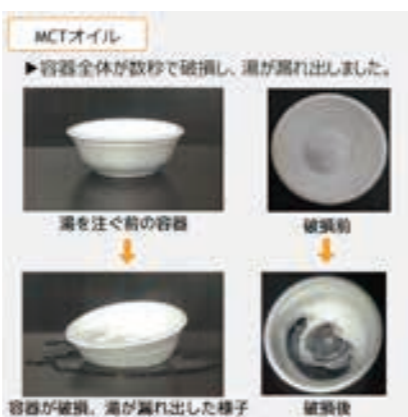 MCTオイル
▶容器全体が数秒で破損し、湯が漏れ出しました。
湯を注ぐ前の容器
破損前
容器が破損、湯が漏れ出した様子
破損後